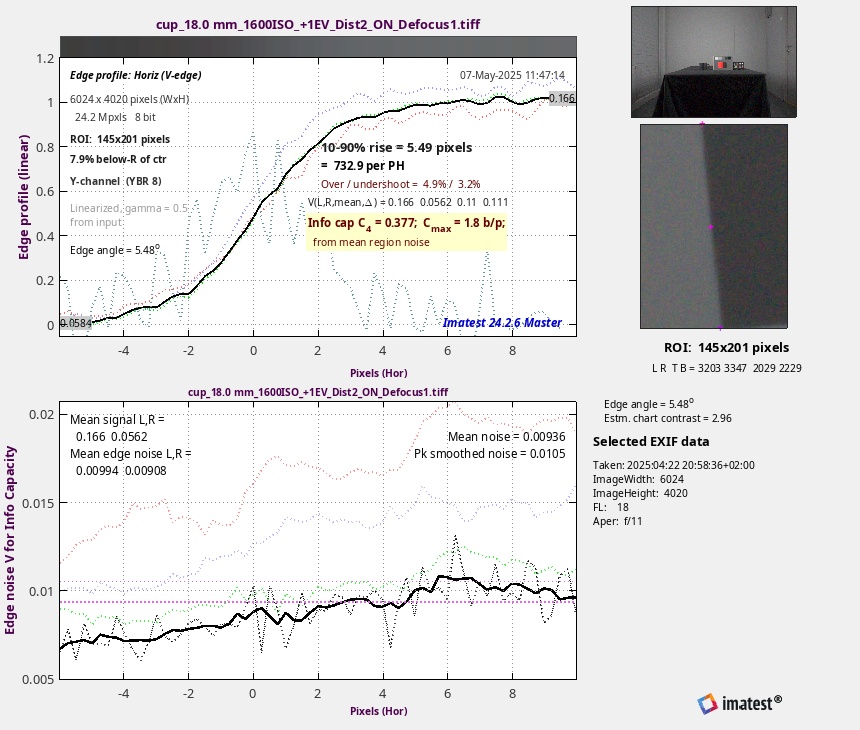 cup_18.0 mm_1600ISO_+1EV_Dist2_ON_Defocus1.tiff
Edge profile: Horiz (V-edge)
07-May-2025 11:47:14
6024 x 4020 pixels (WxH)
24.2 Mpxls 8 bit
ROI: 145x201 pixels
7.9% below-R of ctr
Y-channel (YBR 8)
Linearized, gamma = 0.5
from input
Edge angle = 5.48º
10-90% rise = 5.49 pixels
= 732.9 per PH
Over / undershoot = 4.9% / 3.2%
V(L,R,mean,Δ) = 0.166 0.0562 0.11 0.111
Info cap C4 = 0.377; Cmax = 1.8 b/p;
from mean region noise
0.166
0.0584
Imatest 24.2.6 Master
Edge profile (linear)
1.2
1
0.8
0.6
0.4
0.2
0
-4 -2 0 2 4 6 8
Pixels (Hor)
cup_18.0 mm_1600ISO_+1EV_Dist2_ON_Defocus1.tiff
Mean signal L,R =
0.166 0.0562
Mean edge noise L,R =
0.00994 0.00908
Mean noise = 0.00936
Pk smoothed noise = 0.0105
Edge noise V for Info Capacity
0.02
0.015
0.01
0.005
-4 -2 0 2 4 6 8
Pixels (Hor)
ROI: 145x201 pixels
L R T B = 3203 3347 2029 2229
Edge angle = 5.48º
Estm. chart contrast = 2.96
Selected EXIF data
Taken: 2025:04:22 20:58:36+02:00
ImageWidth: 6024
ImageHeight: 4020
FL: 18
Aper: f/11
imatest®